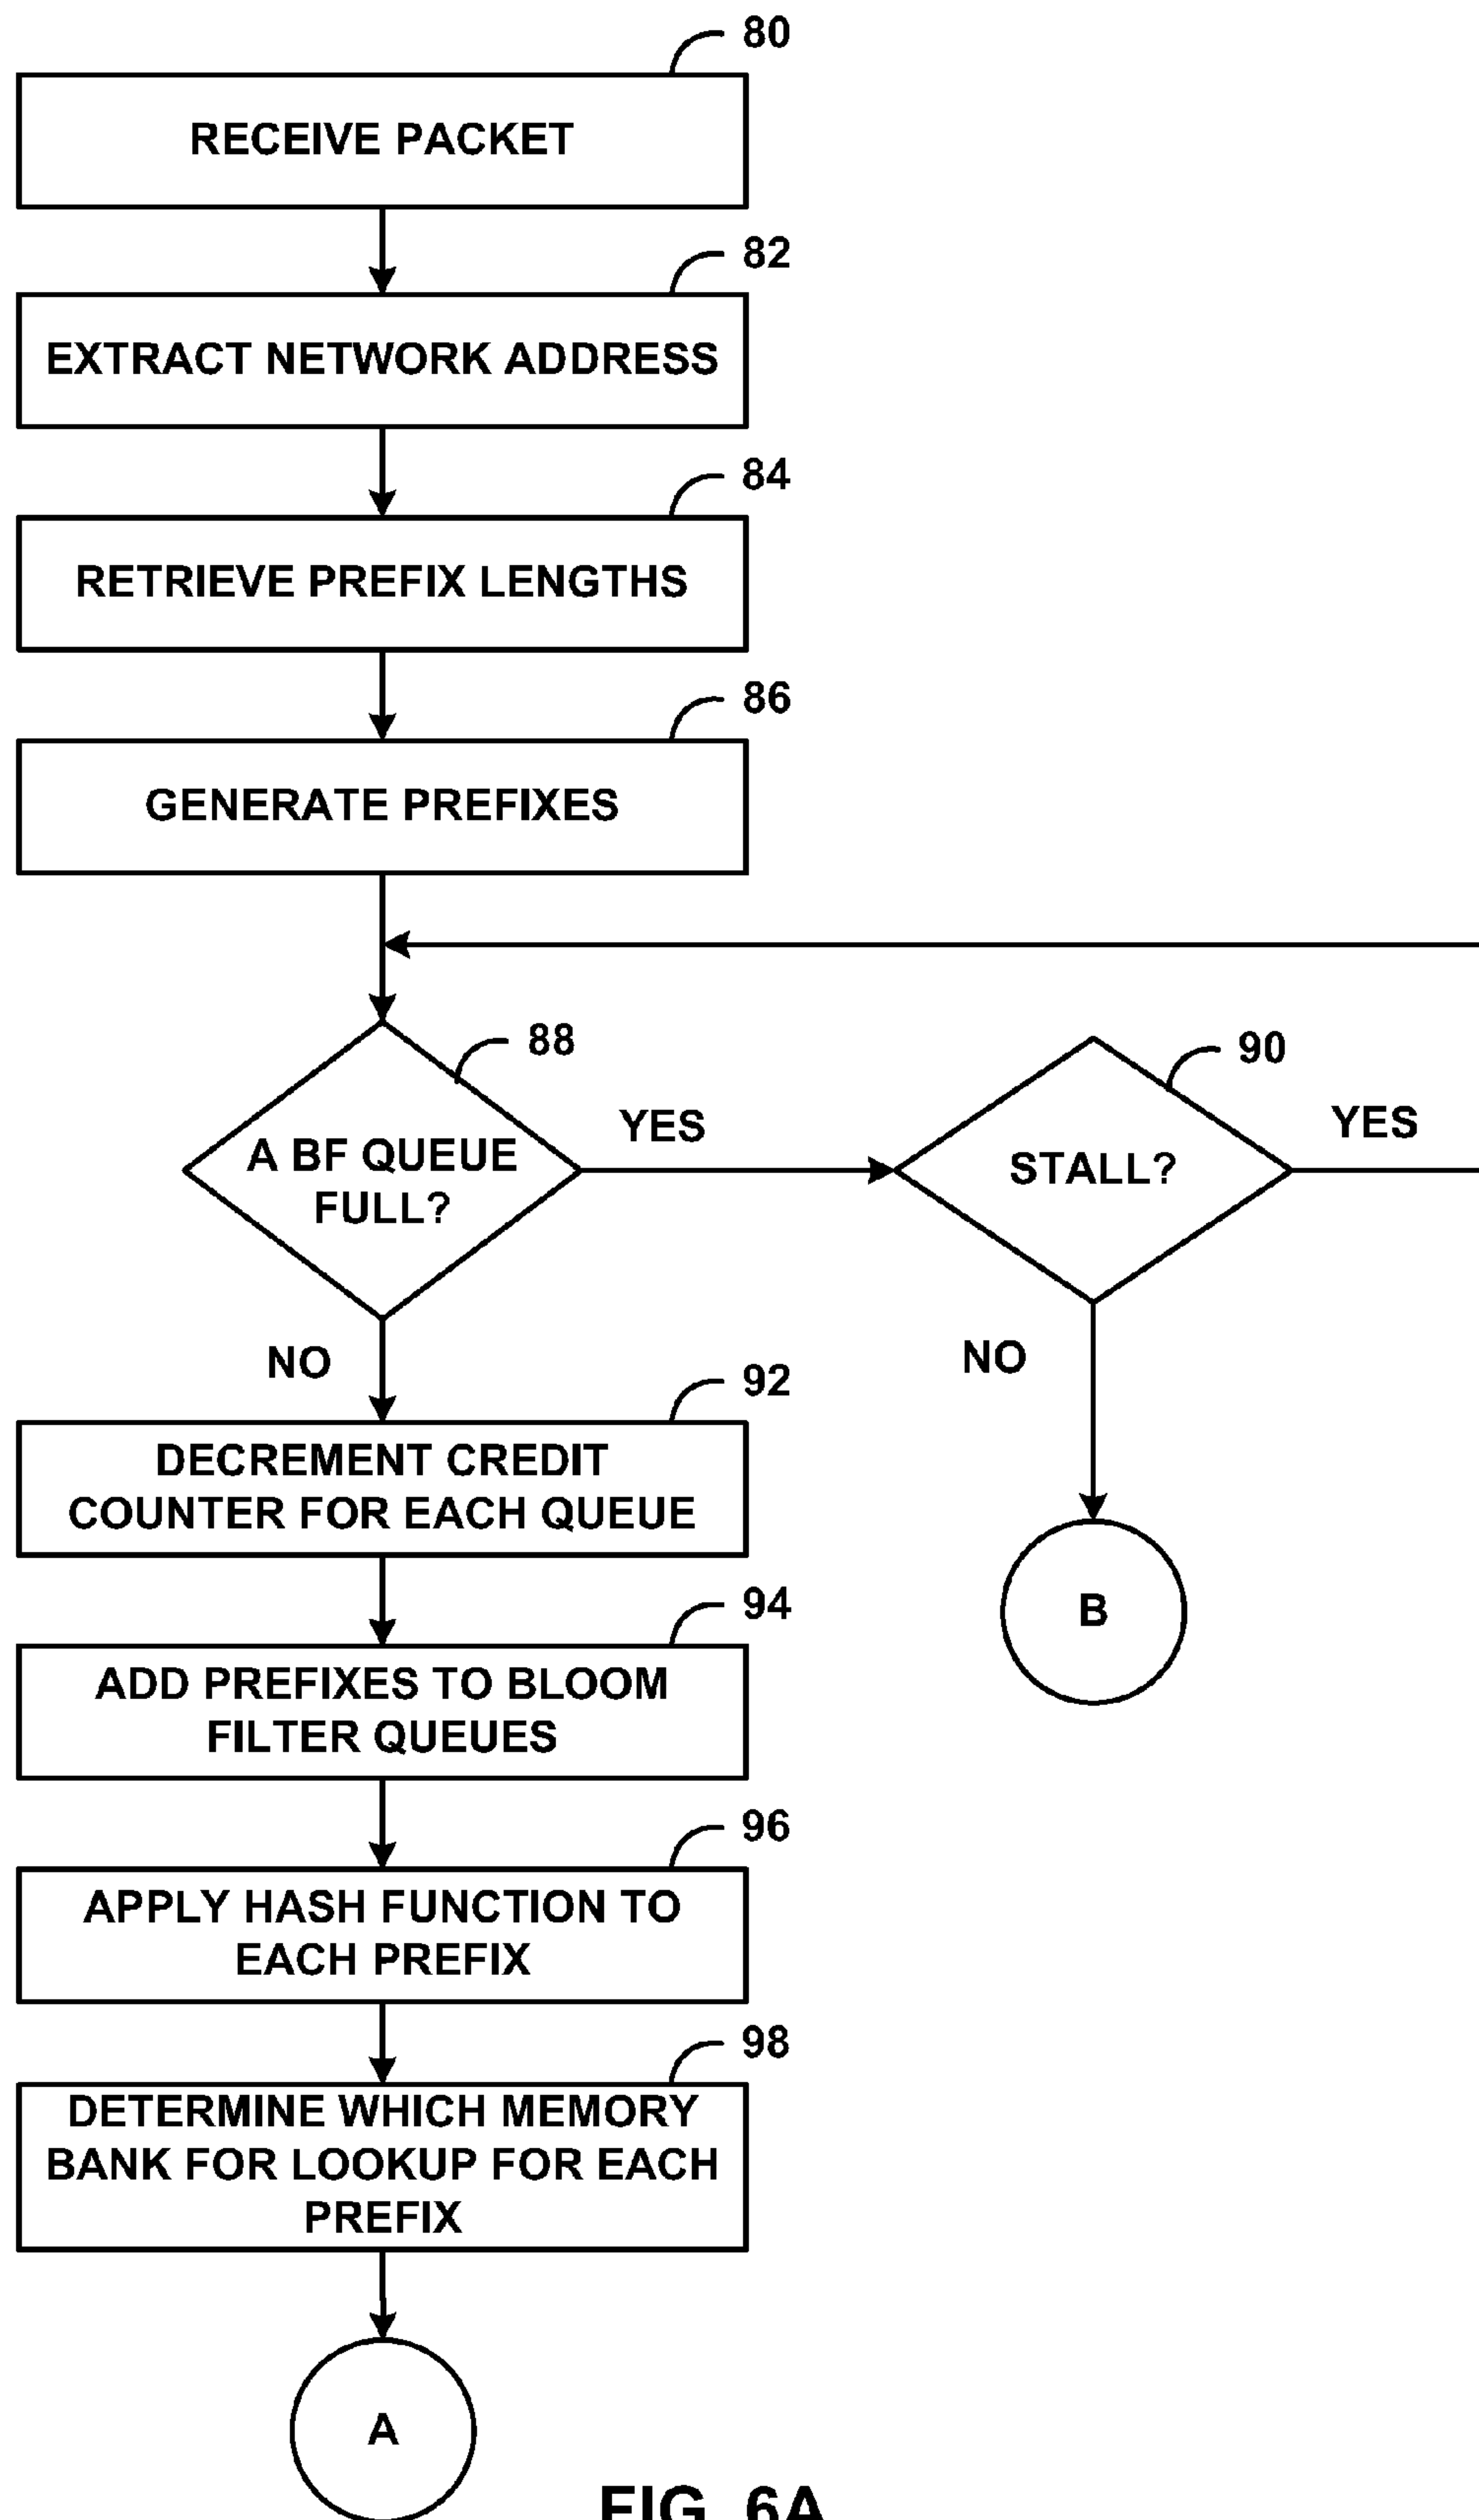 80
RECEIVE PACKET
82
EXTRACT NETWORK ADDRESS
84
RETRIEVE PREFIX LENGTHS
86
GENERATE PREFIXES
88
A BF QUEUE
FULL?
YES
90
STALL?
YES
NO
NO
92
DECREMENT CREDIT
COUNTER FOR EACH QUEUE
B
94
ADD PREFIXES TO BLOOM
FILTER QUEUES
96
APPLY HASH FUNCTION TO
EACH PREFIX
98
DETERMINE WHICH MEMORY
BANK FOR LOOKUP FOR EACH
PREFIX
A
FIG. 6A